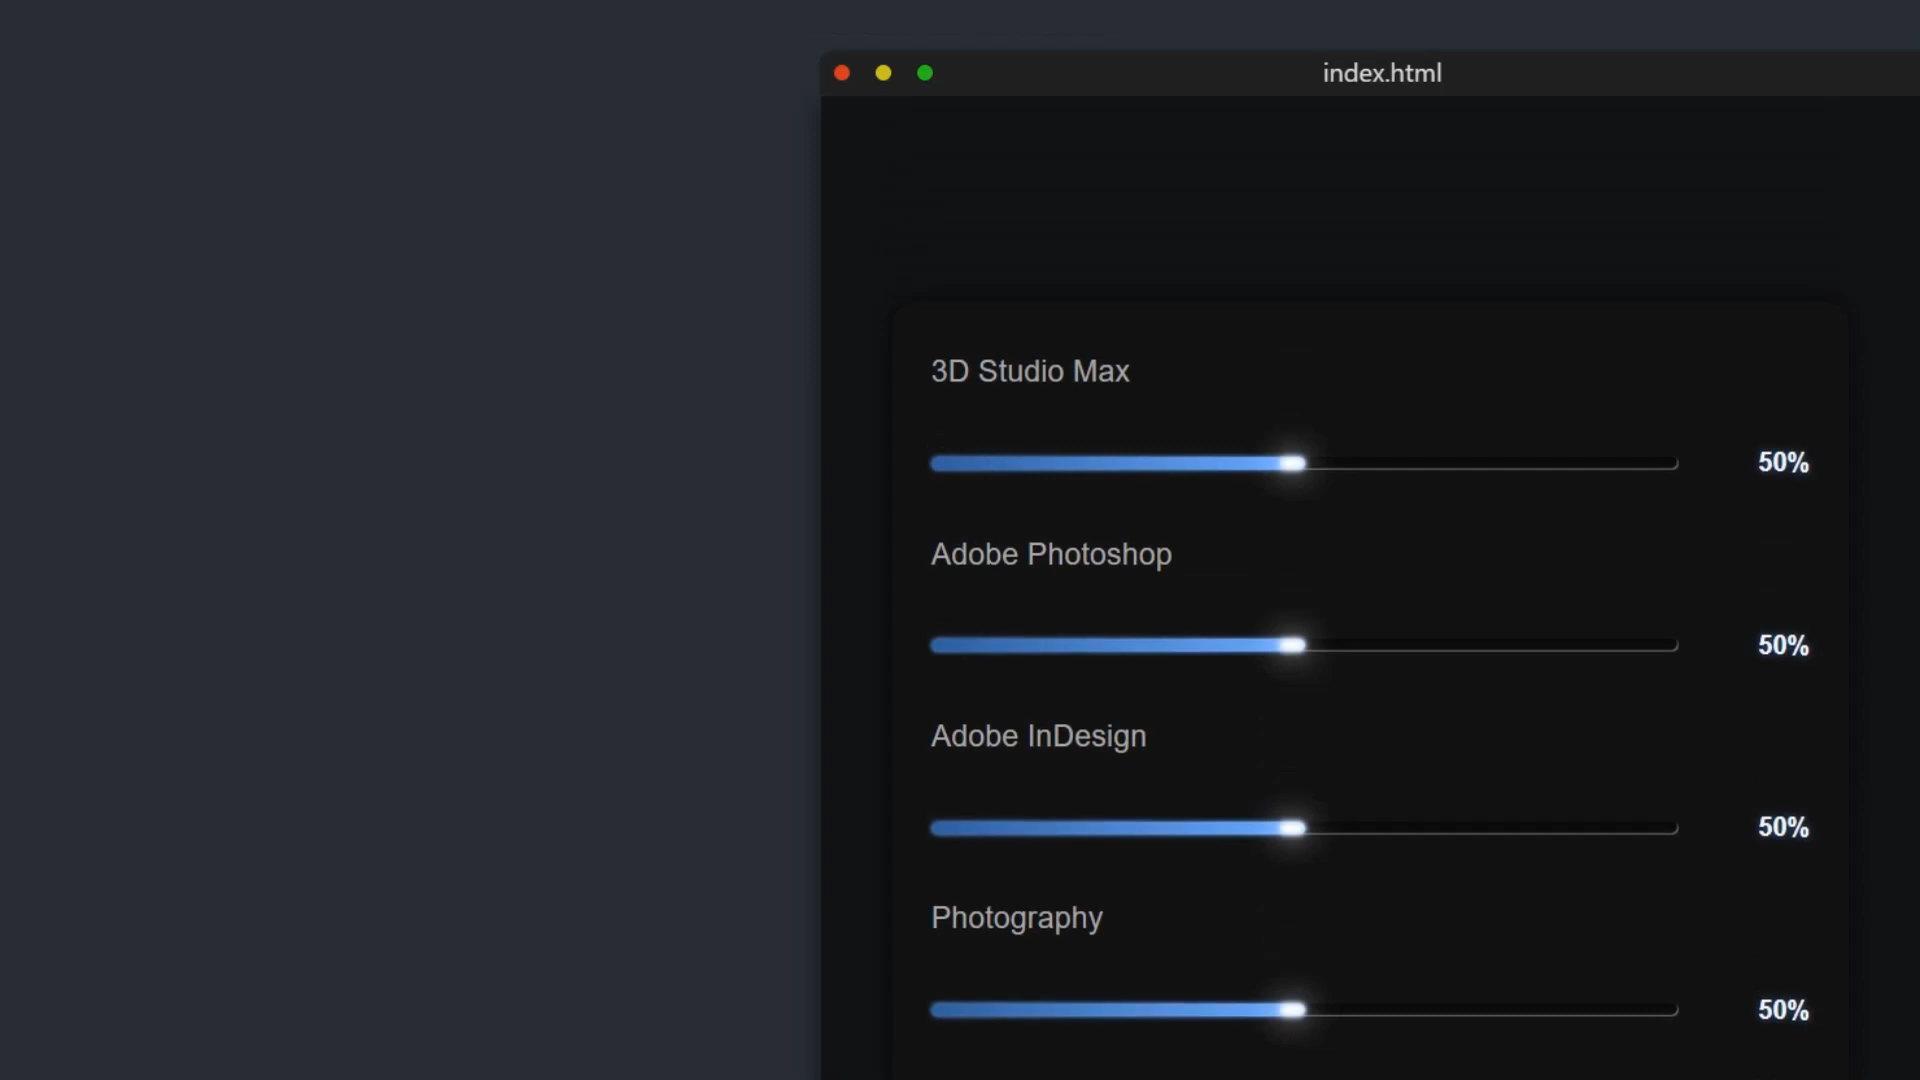 index.html
3D Studio Max
50%
Adobe Photoshop
50%
Adobe InDesign
50%
Photography
50%